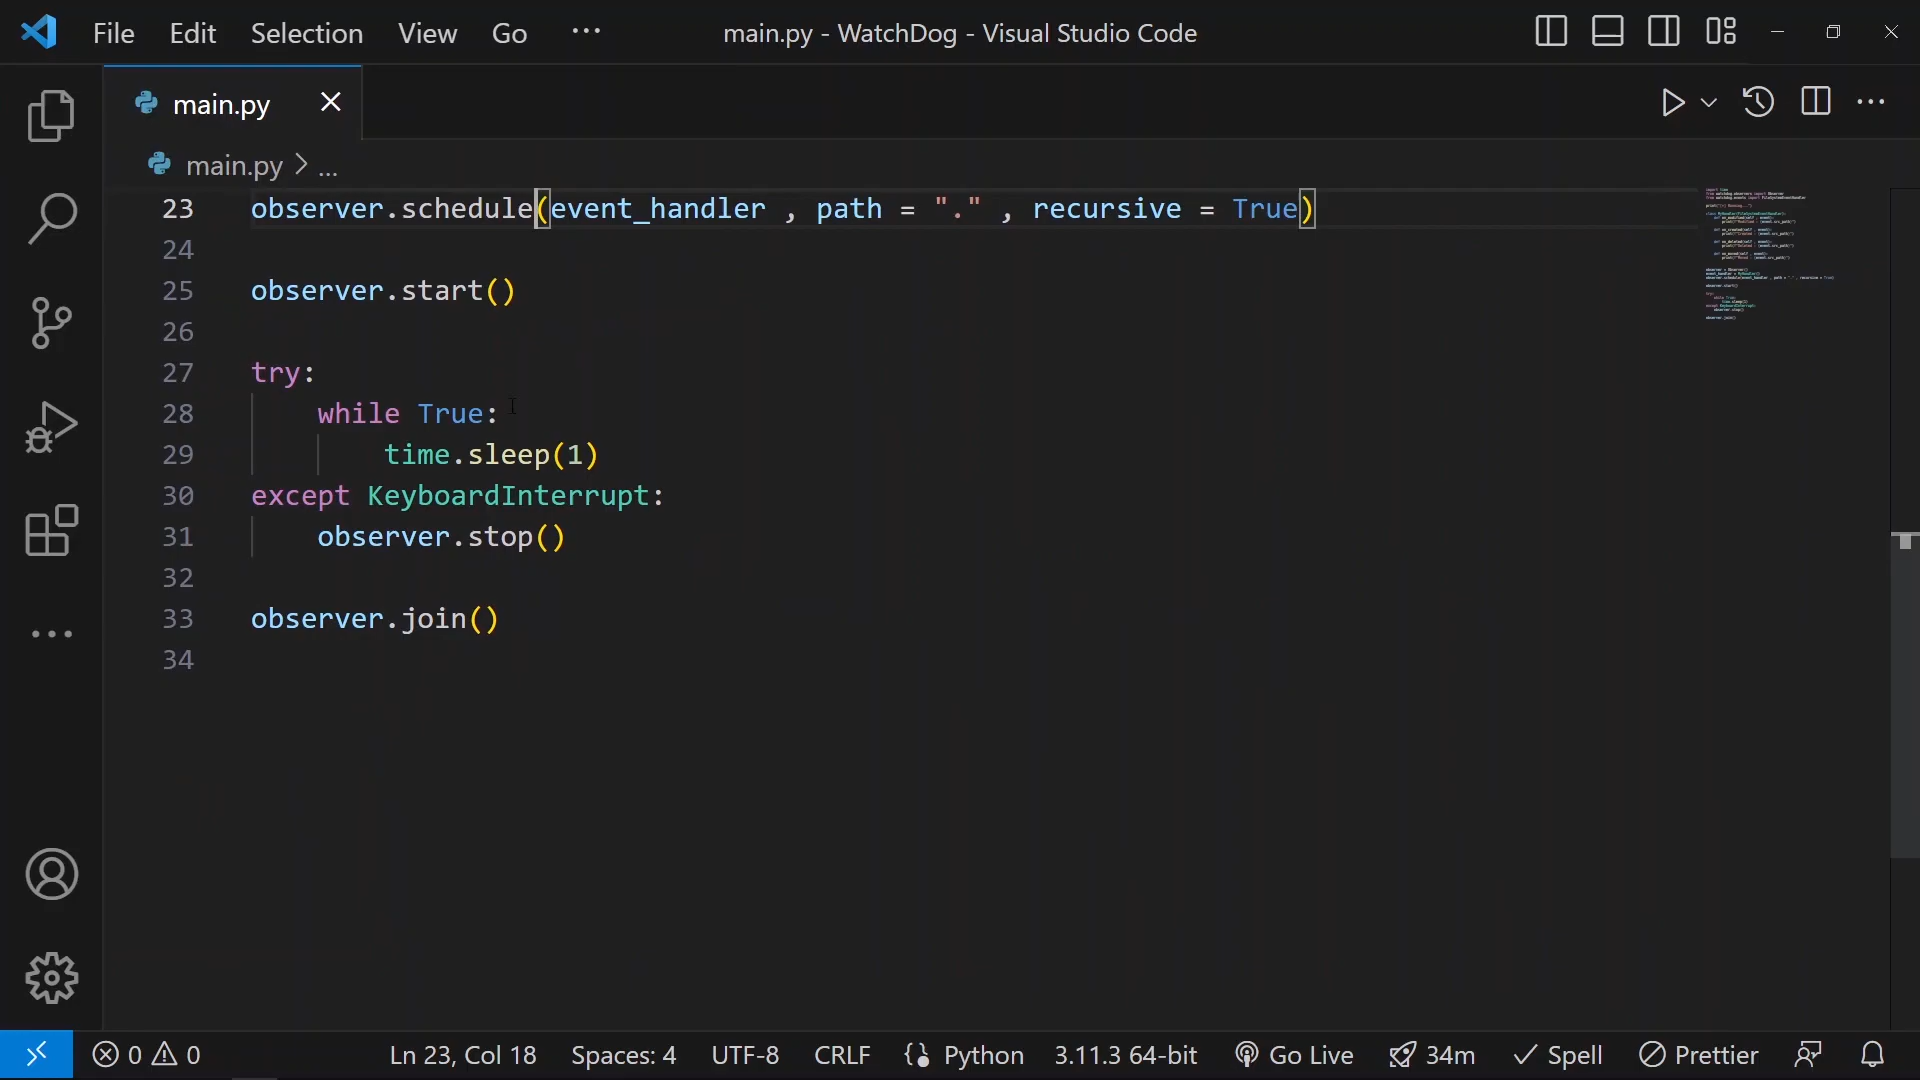 File Edit Selection View Go ···
main.py - WatchDog - Visual Studio Code
main.py
main.py > ...
23 observer.schedule(event_handler , path = "." , recursive = True)
24
25 observer.start()
26
27 try:
28 while True:
29 time.sleep(1)
30 except KeyboardInterrupt:
31 observer.stop()
32
33 observer.join()
34
0 0 Ln 23, Col 18 Spaces: 4 UTF-8 CRLF Python 3.11.3 64-bit Go Live 34m Spell Prettier